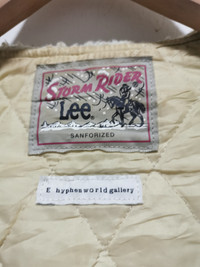 STORM RIDER
Lee®
SANFORIZED
E hyphen world gallery